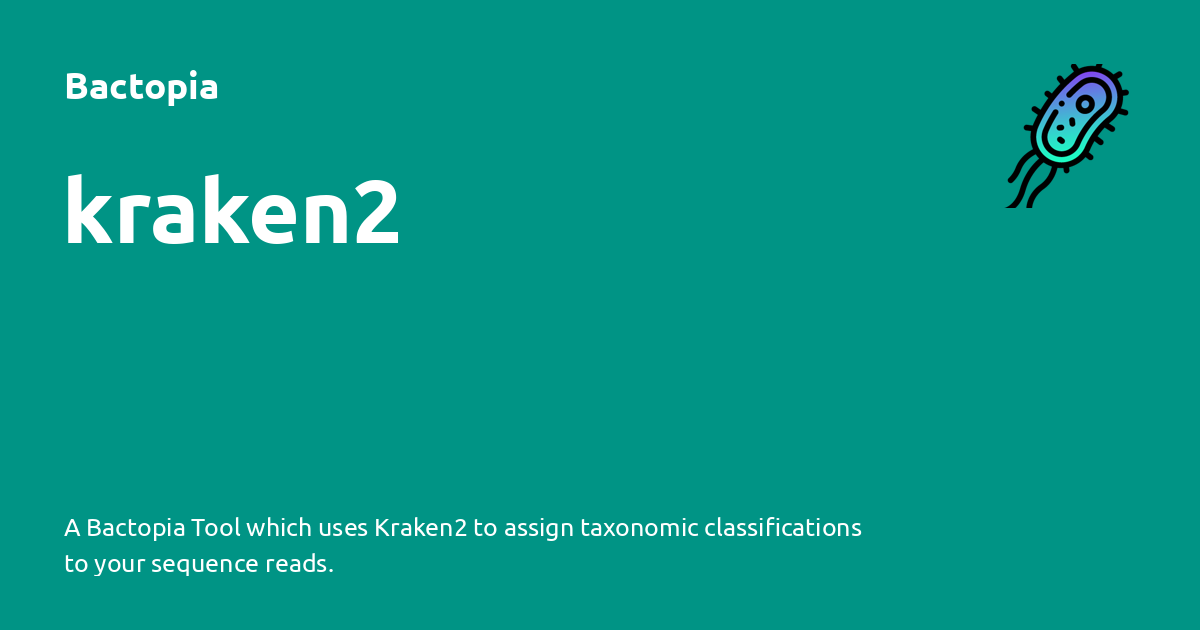 Bactopia
kraken2
A Bactopia Tool which uses Kraken2 to assign taxonomic classifications
to your sequence reads.